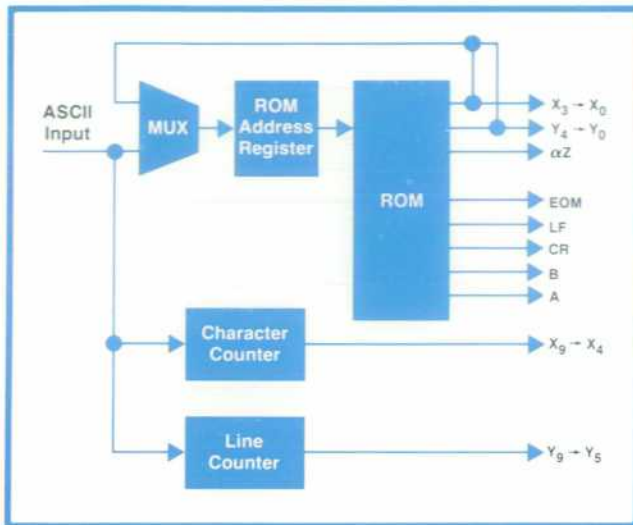 ASCII
Input
MUX
ROM
Address
Register
ROM
X₃ → X₀
Y₄ → Y₀
αZ
EOM
LF
CR
B
A
Character
Counter
X₉ → X₄
Line
Counter
Y₉ → Y₅